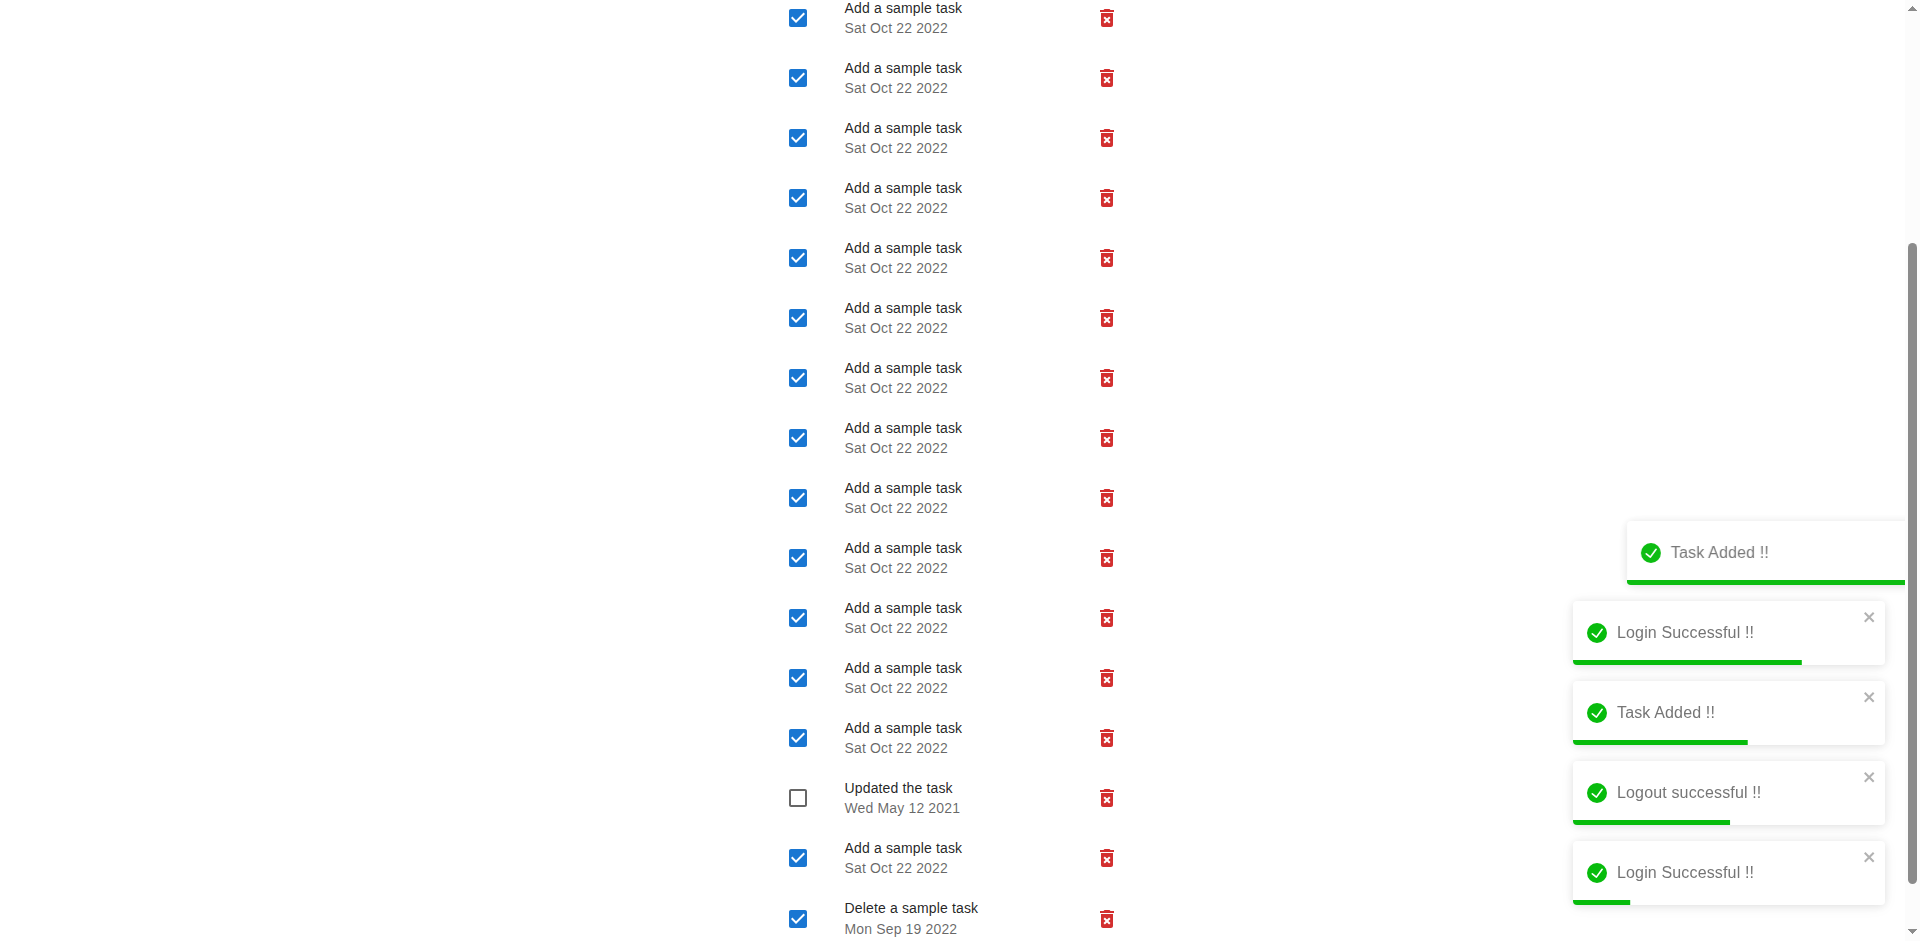 Add a sample task
Sat Oct 22 2022
Add a sample task
Sat Oct 22 2022
Add a sample task
Sat Oct 22 2022
Add a sample task
Sat Oct 22 2022
Add a sample task
Sat Oct 22 2022
Add a sample task
Sat Oct 22 2022
Add a sample task
Sat Oct 22 2022
Add a sample task
Sat Oct 22 2022
Add a sample task
Sat Oct 22 2022
Add a sample task
Sat Oct 22 2022
Add a sample task
Sat Oct 22 2022
Add a sample task
Sat Oct 22 2022
Add a sample task
Sat Oct 22 2022
Updated the task
Wed May 12 2021
Add a sample task
Sat Oct 22 2022
Delete a sample task
Mon Sep 19 2022
Task Added !!
Login Successful !!
Task Added !!
Logout successful !!
Login Successful !!